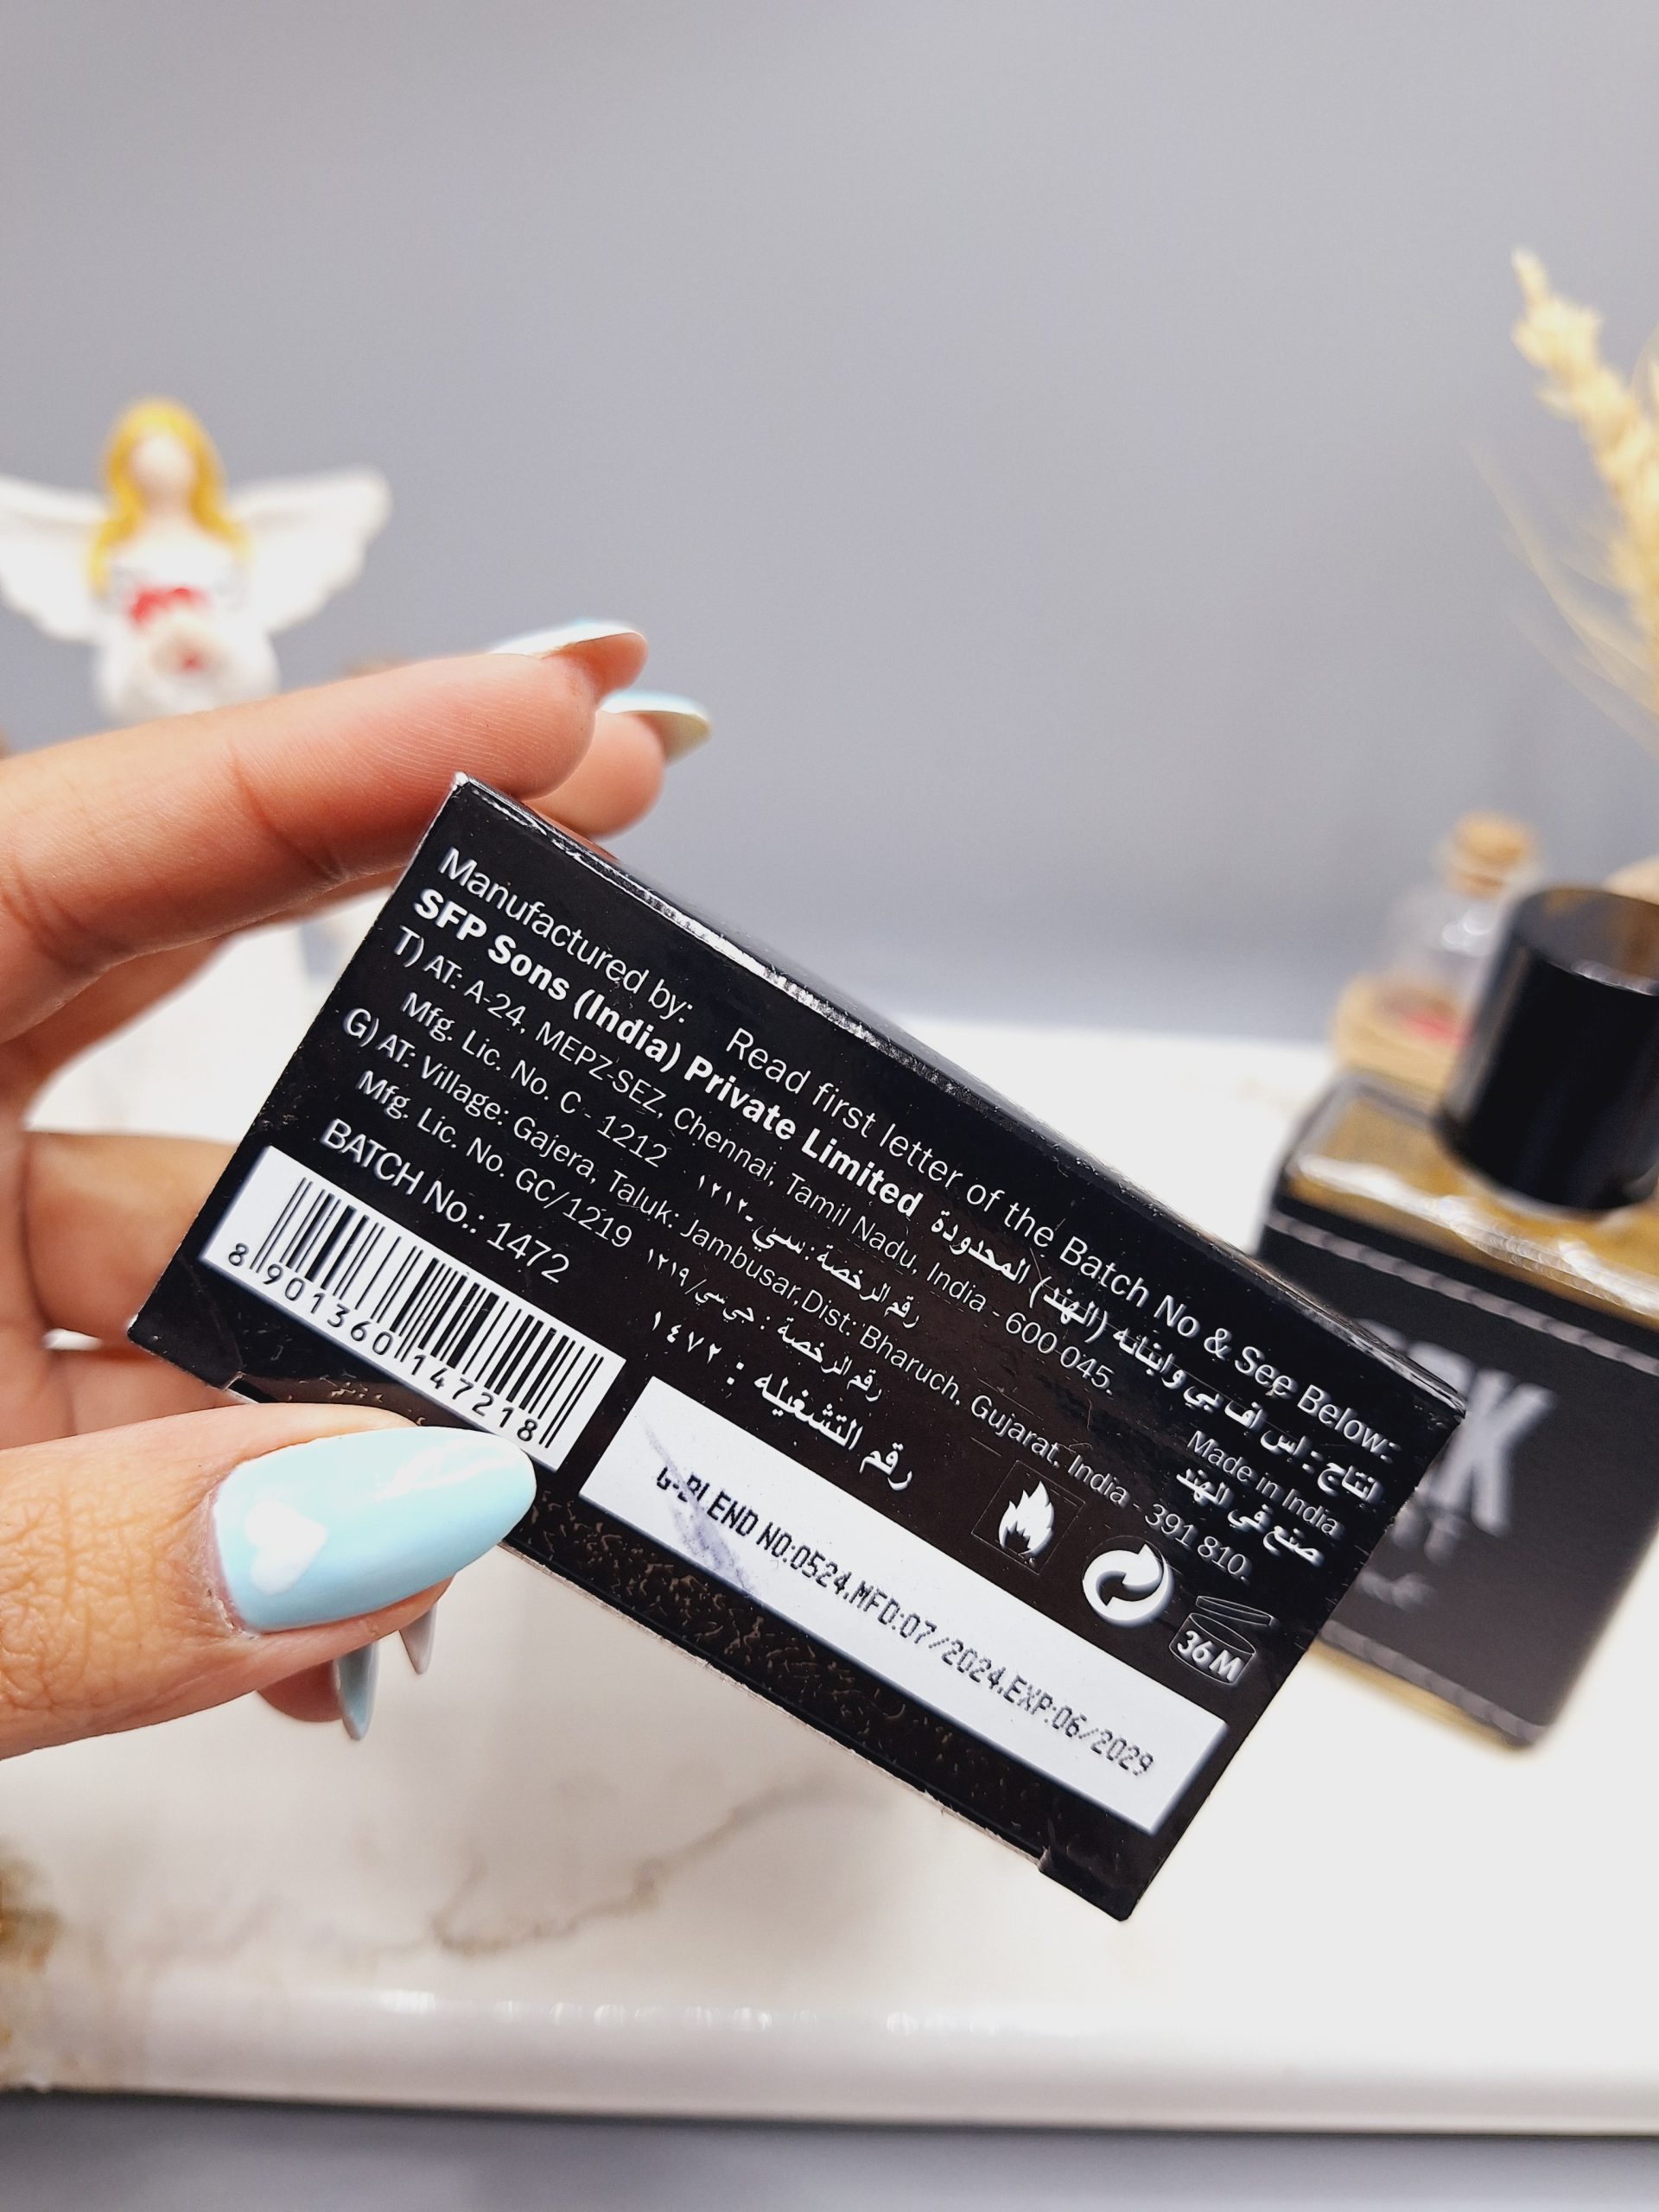 Manufactured by: Read first letter of the Batch No & See Below:
SFP Sons (India) Private Limited إنتاج : إس إف بي و إبنائه (الهند) المحدودة
T) AT: A-24, MEPZ-SEZ, Chennai, Tamil Nadu, India - 600 045.
Made in India
Mfg. Lic. No. C - 1212 رقم الرخصة : سي-١٢١٢
صنع في الهند
G) AT: Village: Gajera, Taluk: Jambusar,Dist: Bharuch, Gujarat, India - 391 810.
Mfg. Lic. No. GC/1219 رقم الرخصة : جي سي/١٢١٩
BATCH No.: 1472 رقم التشغيله : ١٤٧٢
36M
8 901360 147218
G-BLEND NO:0524.MFD:07/2024.EXP:06/2029